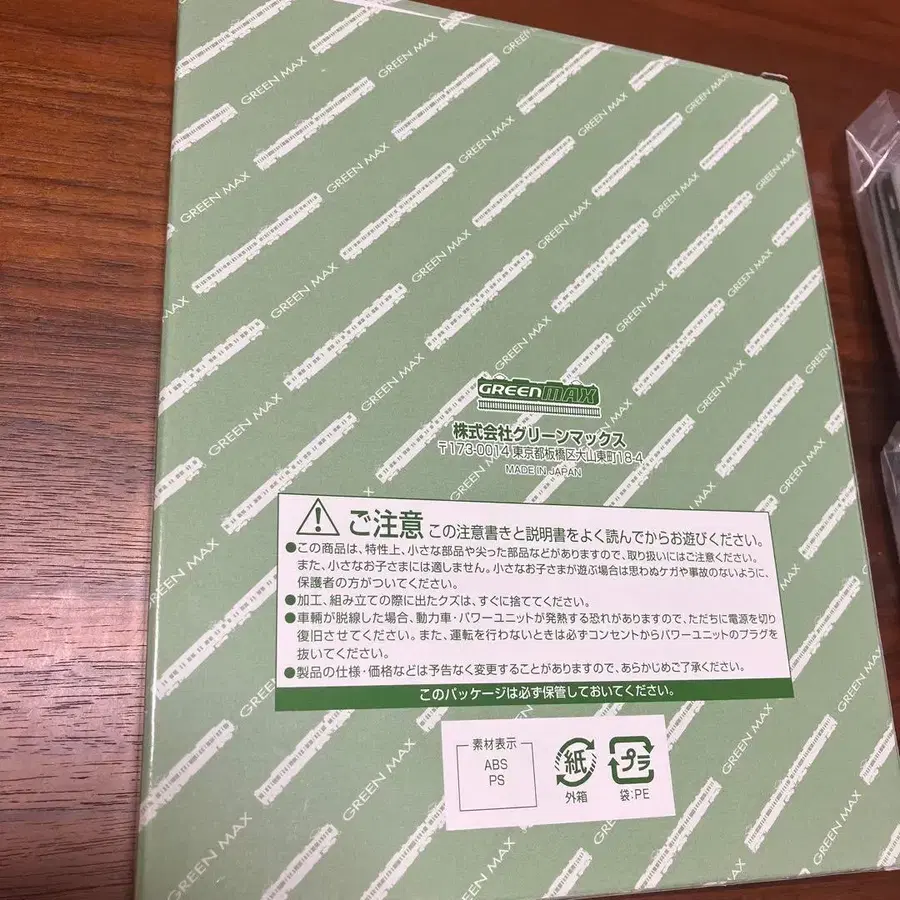 GREEN MAX
GREENMAX
株式会社グリーンマックス
〒173-0014 東京都板橋区大山東町18-4
MADE IN JAPAN
ご注意 この注意書きと説明書をよく読んでからお遊びください。
●この商品は、特性上、小さな部品や尖った部品などがありますので、取り扱いにはご注意ください。
また、小さなお子さまには適しません。小さなお子さまが遊ぶ場合は思わぬケガや事故のないように、
保護者の方がついてください。
●加工、組み立ての際に出たクズは、すぐに捨ててください。
●車輛が脱線した場合、動力車・パワーユニットが発熱する恐れがありますので、ただちに電源を切り
復旧させてください。また、運転を行わないときは必ずコンセントからパワーユニットのプラグを
抜いてください。
●製品の仕様・価格などは予告なく変更することがありますので、あらかじめご了承ください。
このパッケージは必ず保管しておいてください。
素材表示
ABS
PS
紙
外箱
プラ
袋:PE